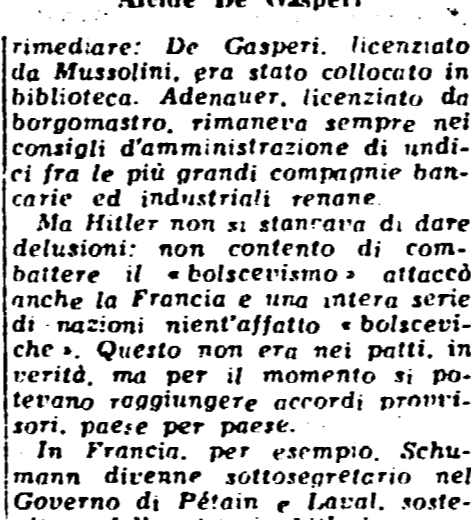 Alcide De Gasperi
rimediare: De Gasperi, licenziato
da Mussolini, era stato collocato in
biblioteca. Adenauer, licenziato da
borgomastro, rimaneva sempre nei
consigli d'amministrazione di undi-
ci fra le più grandi compagnie ban-
carie ed industriali renane.
Ma Hitler non si stancava di dare
delusioni: non contento di com-
battere il « bolscevismo » attaccò
anche la Francia e una intera serie
di nazioni nient'affatto « bolscevi-
che ». Questo non era nei patti, in
verità, ma per il momento si po-
tevano raggiungere accordi provvi-
sori, paese per paese.
In Francia, per esempio, Schu-
mann divenne sottosegretario nel
Governo di Pétain e Laval, soste-